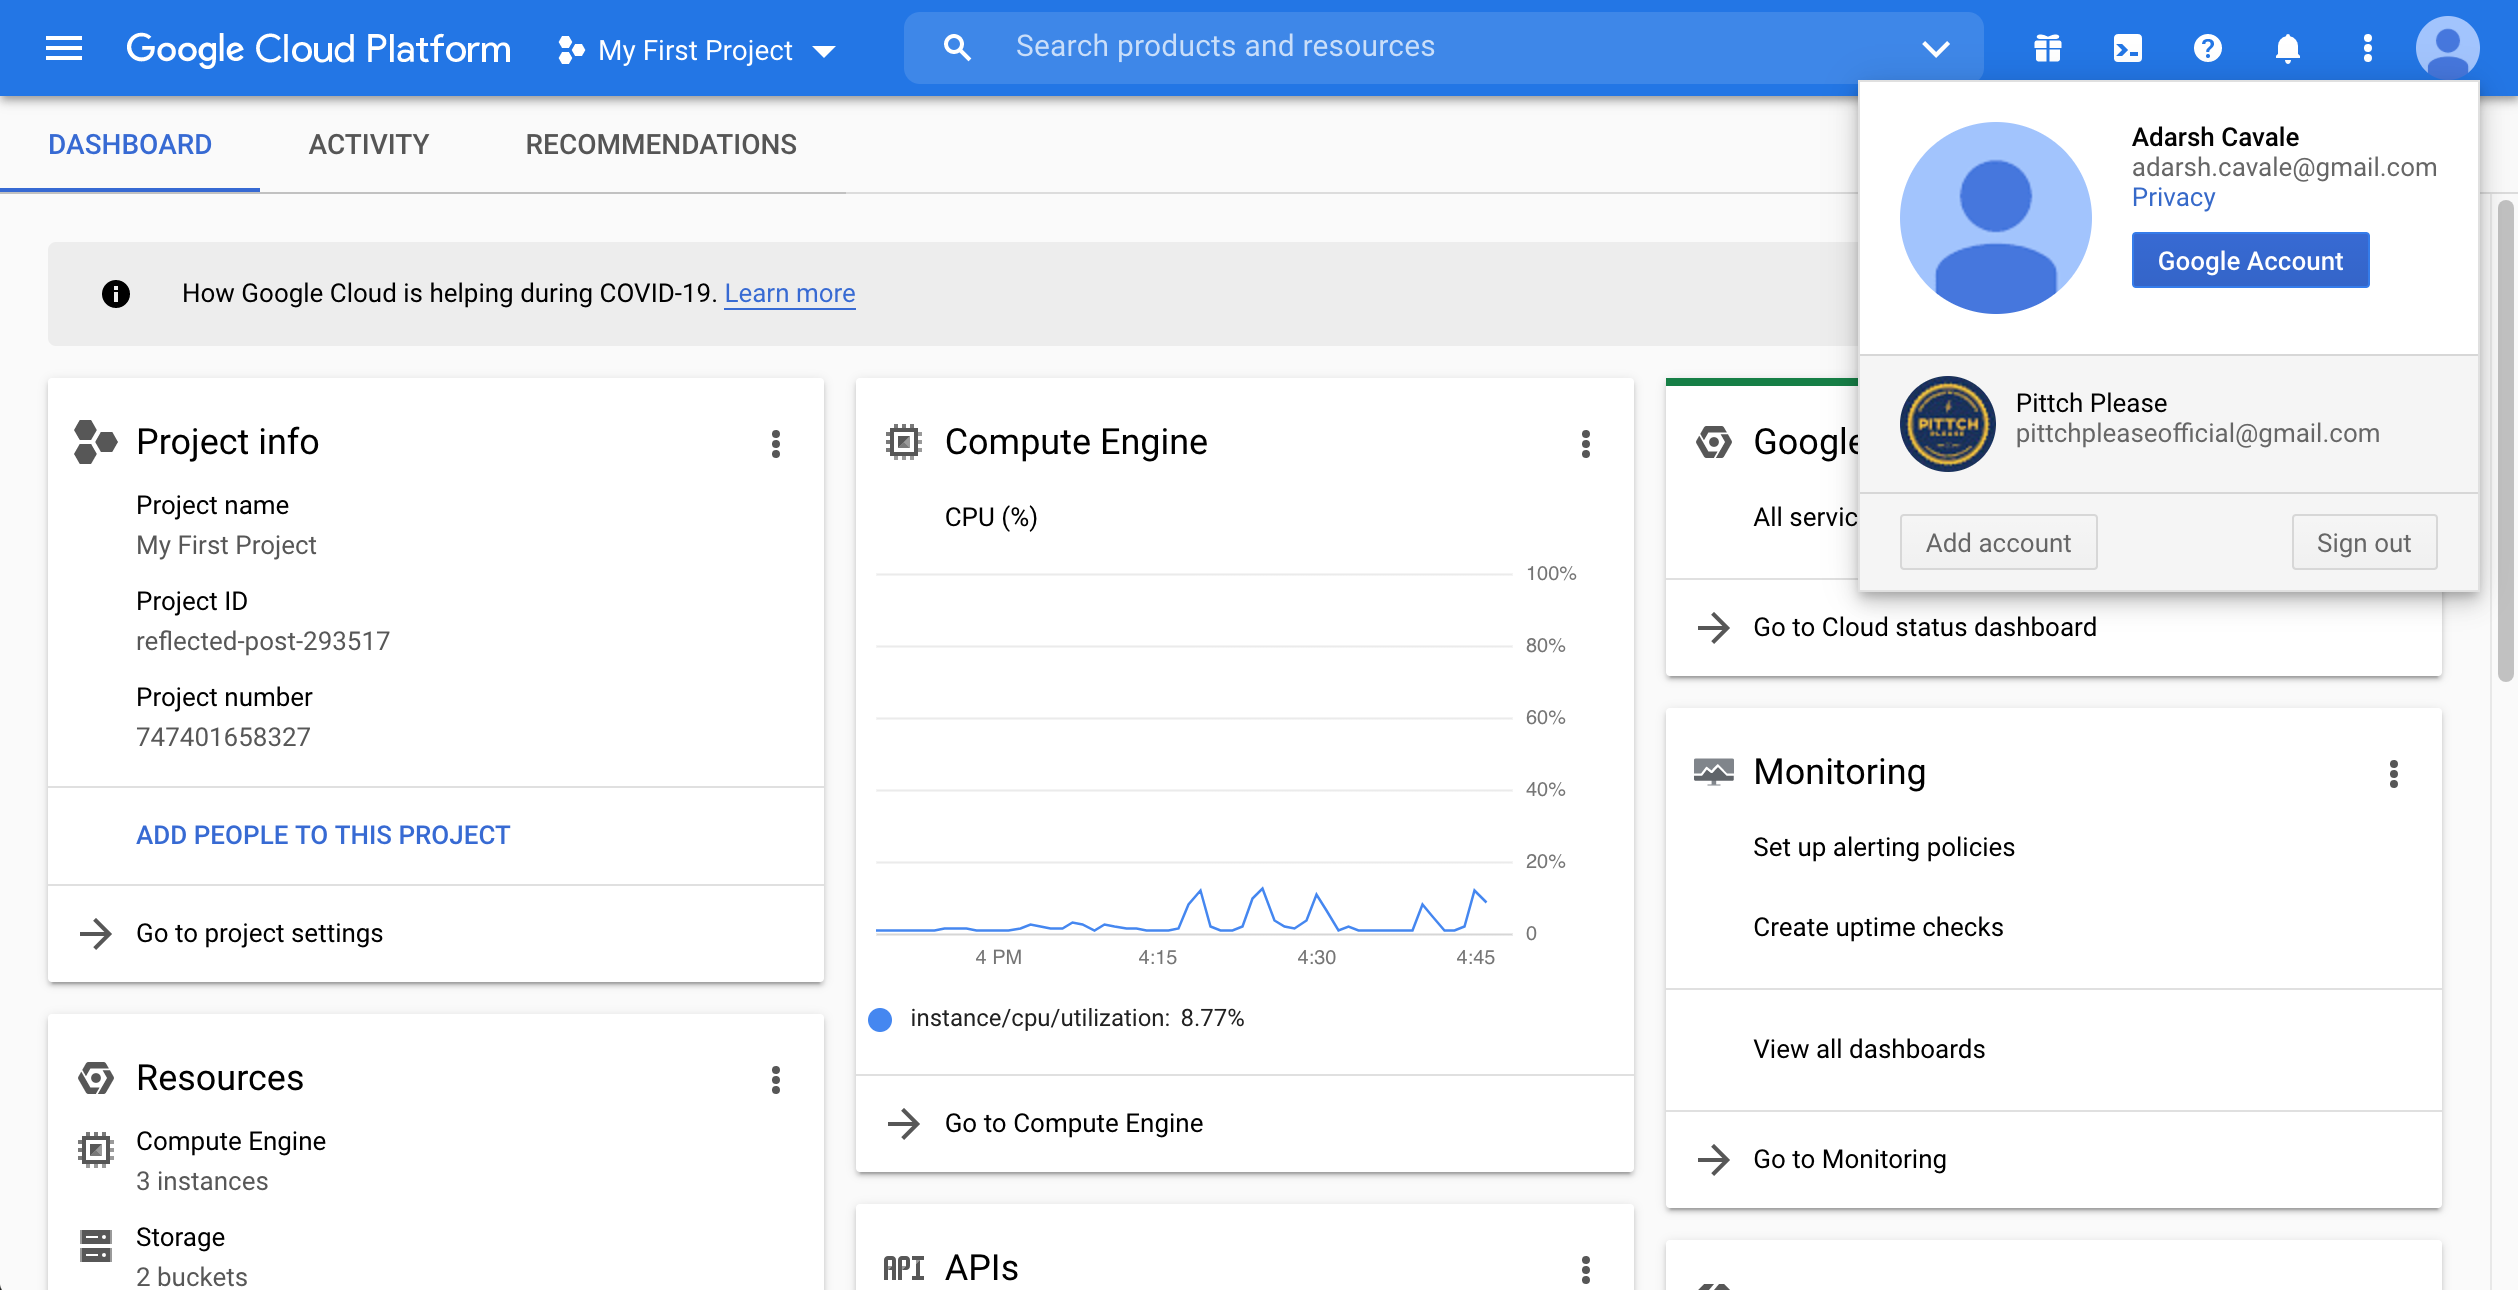 Google Cloud Platform
My First Project
Search products and resources
DASHBOARD
ACTIVITY
RECOMMENDATIONS
Adarsh Cavale
adarsh.cavale@gmail.com
Privacy
Google Account
Pittch Please
pittchpleaseofficial@gmail.com
PITTCH
PLEASE
Add account
Sign out
How Google Cloud is helping during COVID-19. Learn more
Project info
Project name
My First Project
Project ID
reflected-post-293517
Project number
747401658327
ADD PEOPLE TO THIS PROJECT
Go to project settings
Resources
Compute Engine
3 instances
Storage
2 buckets
Compute Engine
CPU (%)
100%
80%
60%
40%
20%
0
4 PM
4:15
4:30
4:45
instance/cpu/utilization: 8.77%
Go to Compute Engine
API
APIs
Google
All servic
Go to Cloud status dashboard
Monitoring
Set up alerting policies
Create uptime checks
View all dashboards
Go to Monitoring